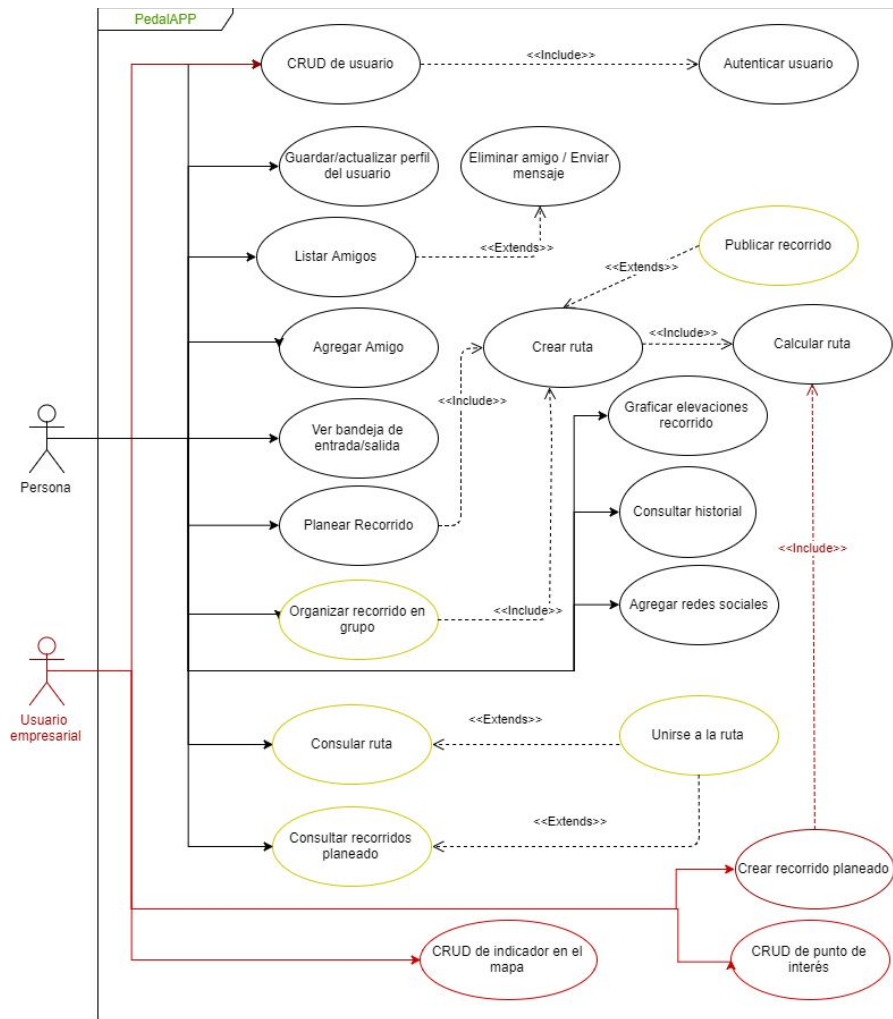 PedalAPP
CRUD de usuario
<<Include>>
Autenticar usuario
Guardar/actualizar perfil
del usuario
Eliminar amigo / Enviar
mensaje
Listar Amigos
<<Extends>>
Publicar recorrido
<<Extends>>
Agregar Amigo
Crear ruta
<<Include>>
Calcular ruta
<<Include>>
Graficar elevaciones
recorrido
Ver bandeja de
entrada/salida
Persona
Planear Recorrido
Consultar historial
<<Include>>
Organizar recorrido en
grupo
<<Include>>
Agregar redes sociales
Usuario
empresarial
Consular ruta
<<Extends>>
Unirse a la ruta
Consultar recorridos
planeado
<<Extends>>
Crear recorrido planeado
CRUD de indicador en el
mapa
CRUD de punto de
interés